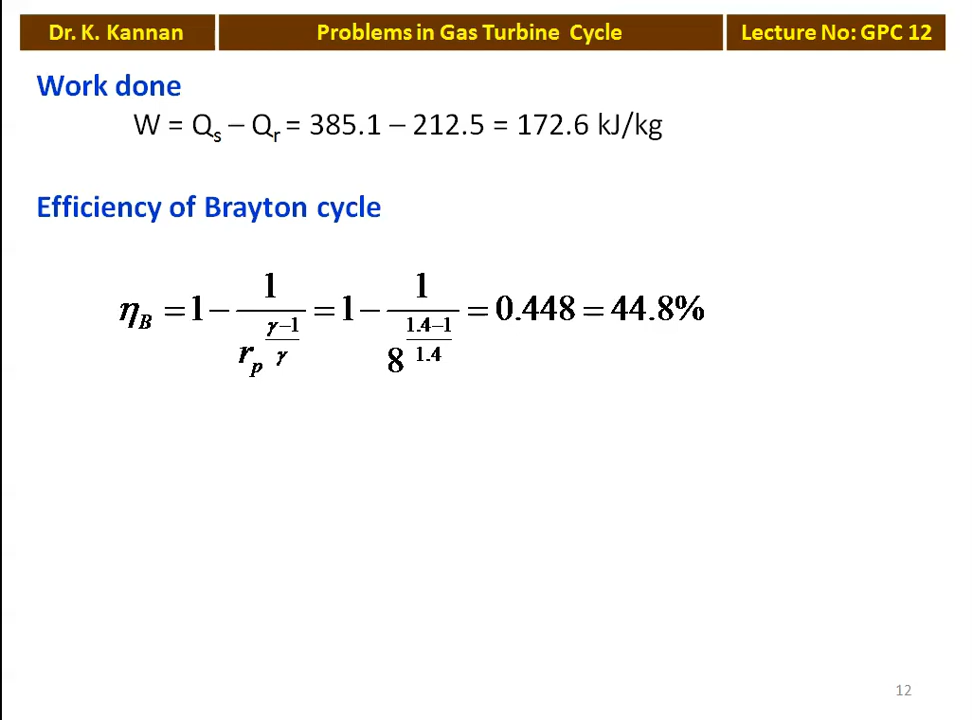 Dr. K. Kannan Problems in Gas Turbine Cycle Lecture No: GPC 12
Work done
W = Qs – Qr = 385.1 – 212.5 = 172.6 kJ/kg
Efficiency of Brayton cycle
η_B = 1 − 1 / r_p^((γ−1)/γ) = 1 − 1 / 8^((1.4−1)/1.4) = 0.448 = 44.8%
12